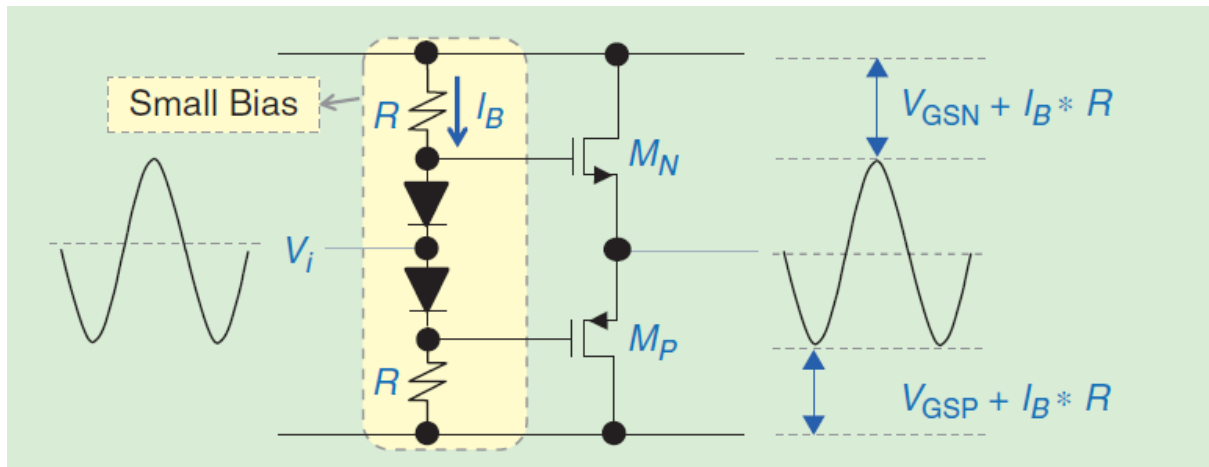 Small Bias
R
I_B
V_i
R
M_N
M_P
V_GSN + I_B * R
V_GSP + I_B * R